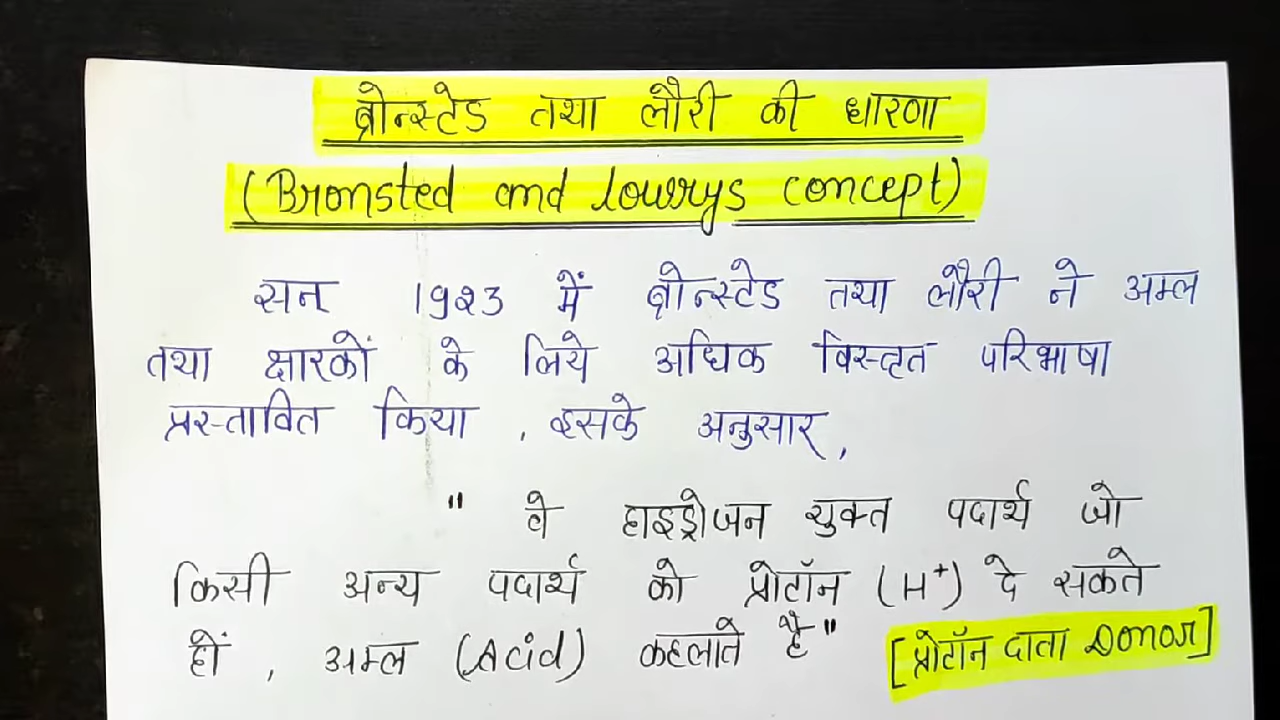 ब्रोन्स्टेड तथा लौरी की धारणा
(Bronsted and lowrys concept)
सन् 1923 में ब्रोन्स्टेड तथा लौरी ने अम्ल
तथा क्षारकों के लिये अधिक विस्तृत परिभाषा
प्रस्तावित किया , इसके अनुसार,
" वे हाइड्रोजन युक्त पदार्थ जो
किसी अन्य पदार्थ को प्रोटॉन (H⁺) दे सकते
हों , अम्ल (Acid) कहलाते है"
[प्रोटॉन दाता Donor]